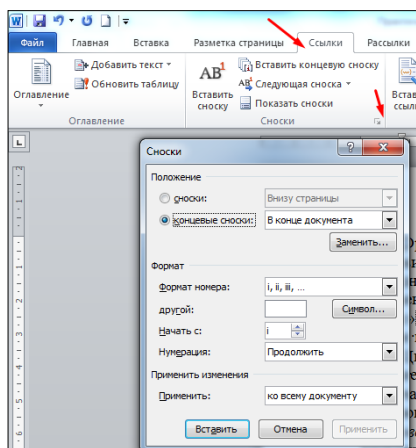 Файл Главная Вставка Разметка страницы Ссылки Рассылки
Оглавление
Добавить текст
Обновить таблицу
Оглавление
AB1
Вставить сноску
Вставить концевую сноску
Следующая сноска
Показать сноски
Сноски
Сноски
Положение
сноски: Внизу страницы
концевые сноски: В конце документа
Заменить...
Формат
Формат номера: i, ii, iii, ...
другой: Символ...
Начать с: i
Нумерация: Продолжить
Применить изменения
Применить: ко всему документу
Вставить Отмена Применить